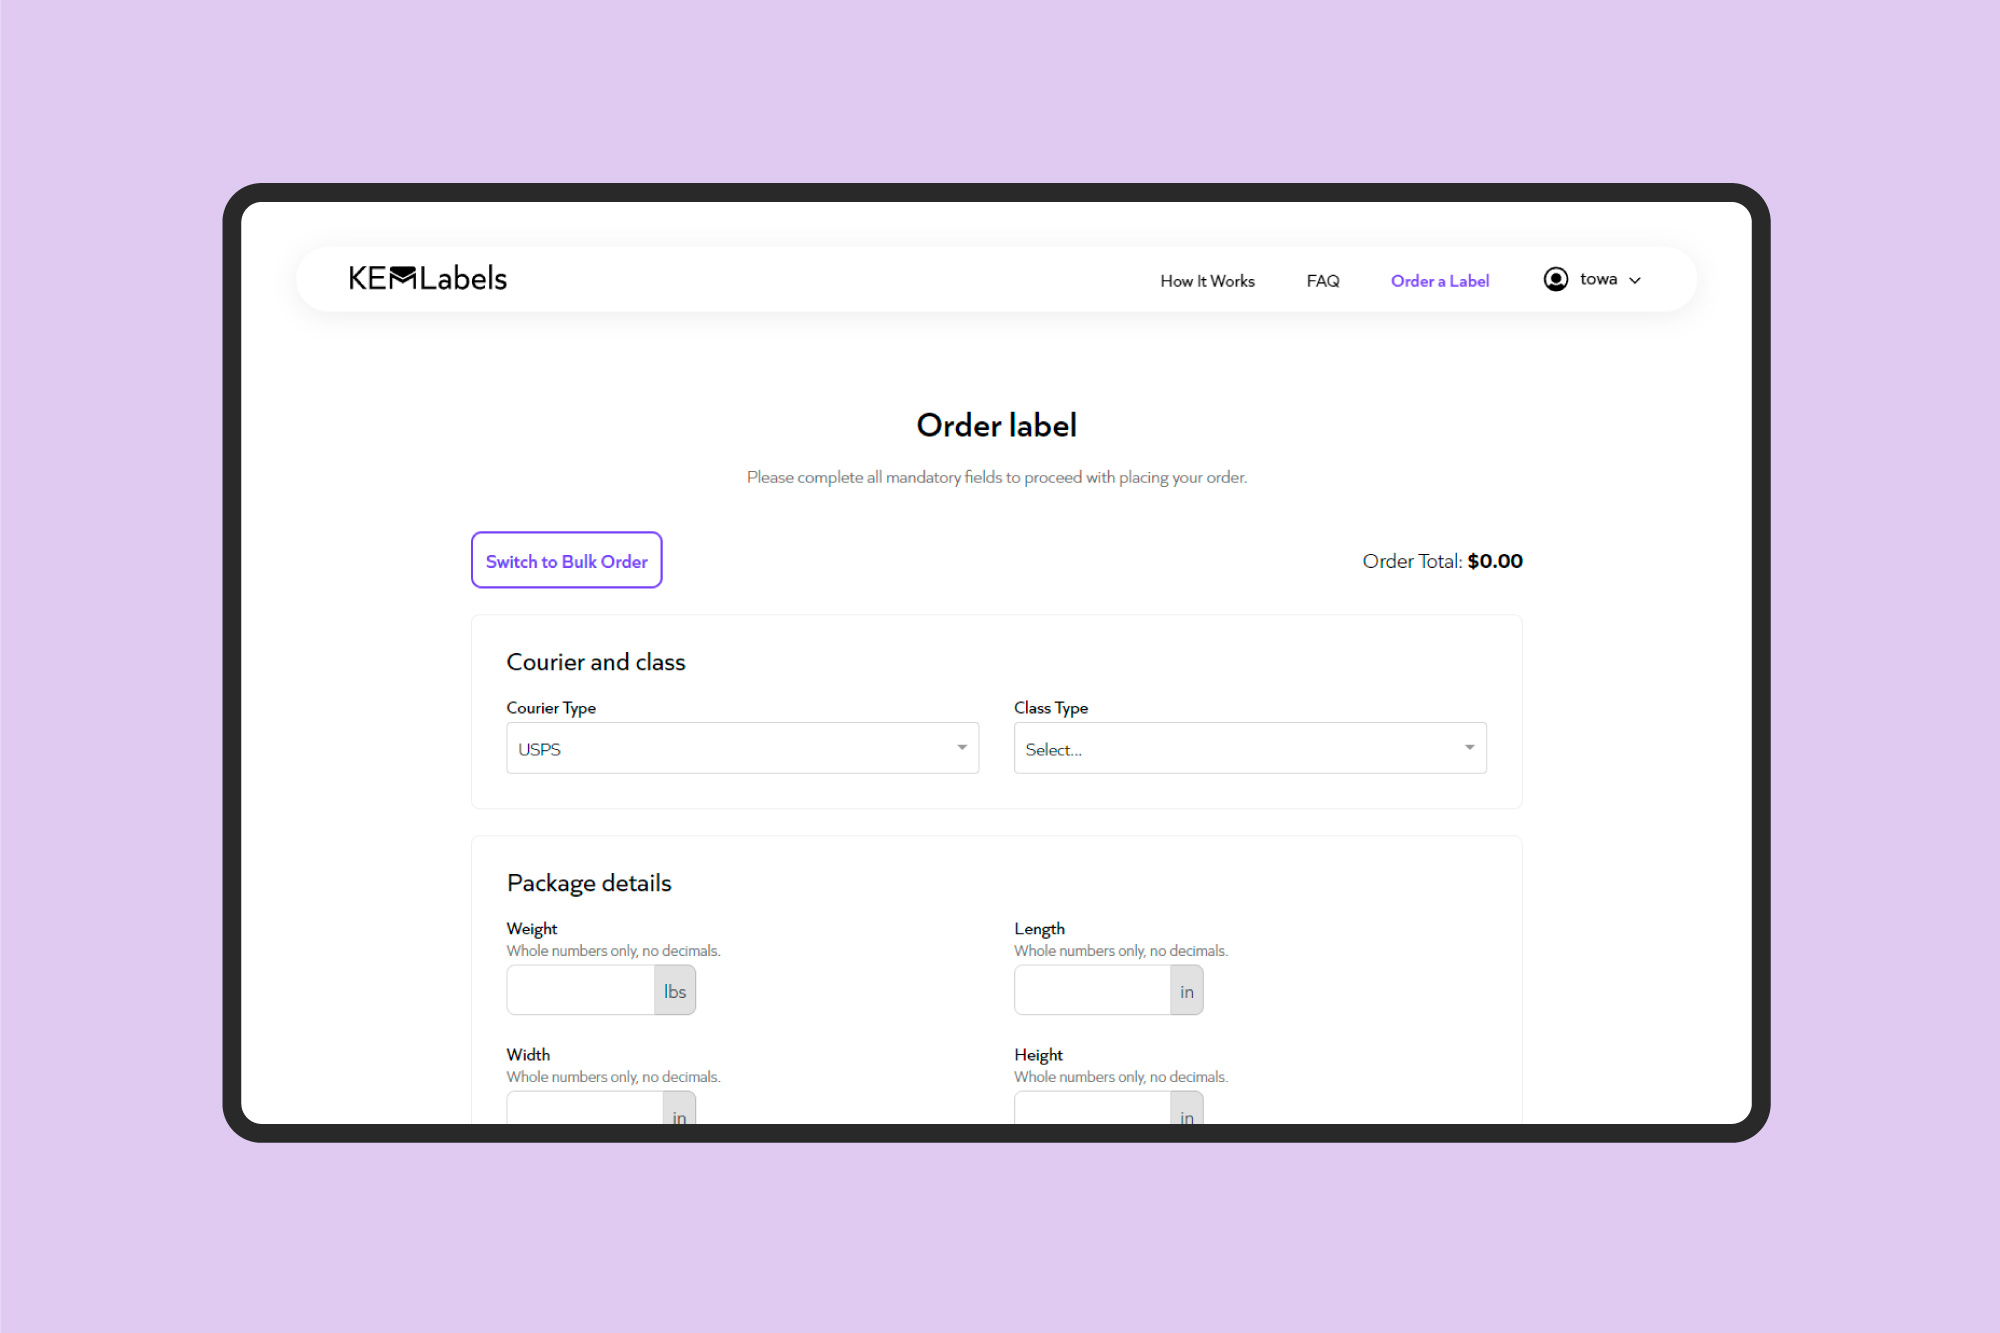 KEMLabels
How It Works
FAQ
Order a Label
towa
Order label
Please complete all mandatory fields to proceed with placing your order.
Switch to Bulk Order
Order Total: $0.00
Courier and class
Courier Type
Class Type
USPS
Select...
Package details
Weight
Length
Whole numbers only, no decimals.
Whole numbers only, no decimals.
lbs
in
Width
Height
Whole numbers only, no decimals.
Whole numbers only, no decimals.
in
in